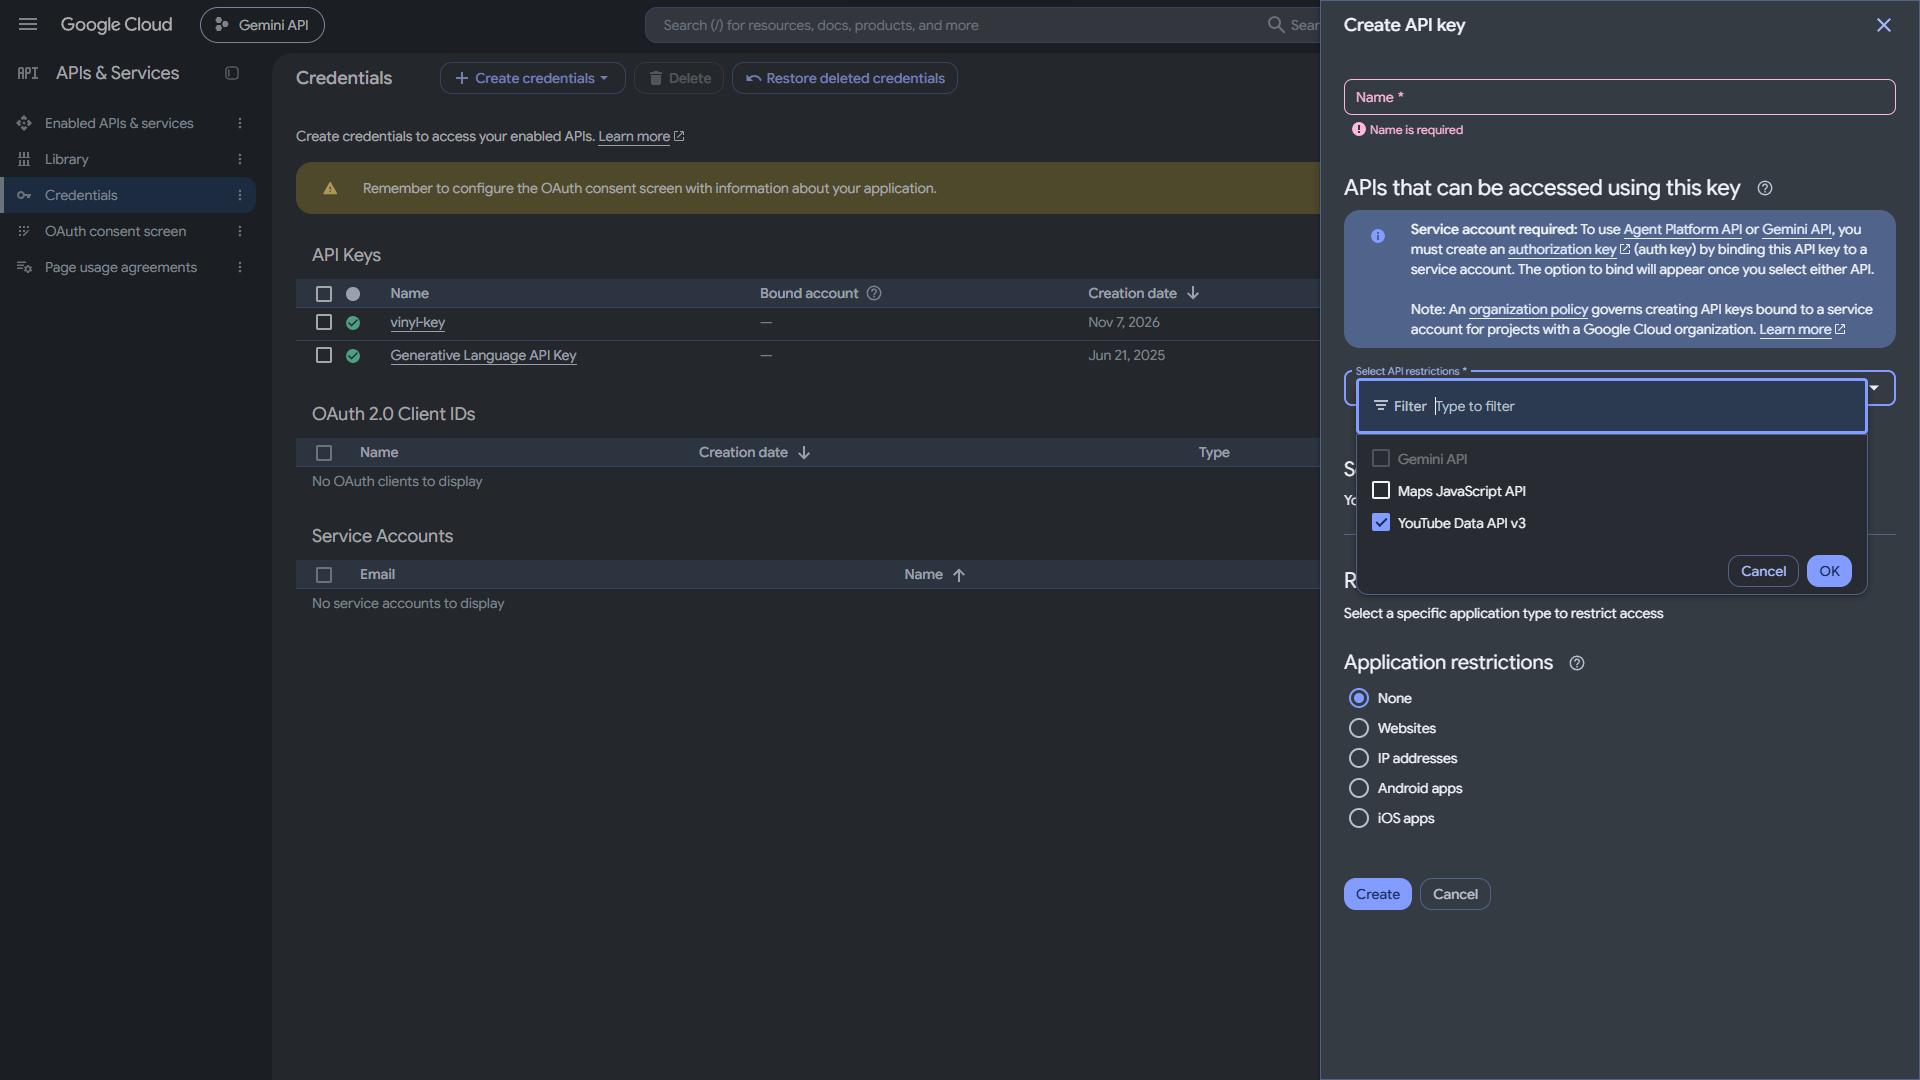 Google Cloud
Gemini API
Search (/) for resources, docs, products, and more
Sear
API
APIs & Services
Enabled APIs & services
Library
Credentials
OAuth consent screen
Page usage agreements
Credentials
Create credentials
Delete
Restore deleted credentials
Create credentials to access your enabled APIs. Learn more
Remember to configure the OAuth consent screen with information about your application.
API Keys
Name Bound account Creation date
vinyl-key — Nov 7, 2026
Generative Language API Key — Jun 21, 2025
OAuth 2.0 Client IDs
Name Creation date Type
No OAuth clients to display
Service Accounts
Email Name
No service accounts to display
Create API key
Name *
Name is required
APIs that can be accessed using this key
Service account required: To use Agent Platform API or Gemini API, you
must create an authorization key (auth key) by binding this API key to a
service account. The option to bind will appear once you select either API.
Note: An organization policy governs creating API keys bound to a service
account for projects with a Google Cloud organization. Learn more
Select API restrictions *
Filter Type to filter
Gemini API
Maps JavaScript API
YouTube Data API v3
Cancel OK
S
Yo
R
Select a specific application type to restrict access
Application restrictions
None
Websites
IP addresses
Android apps
iOS apps
Create Cancel